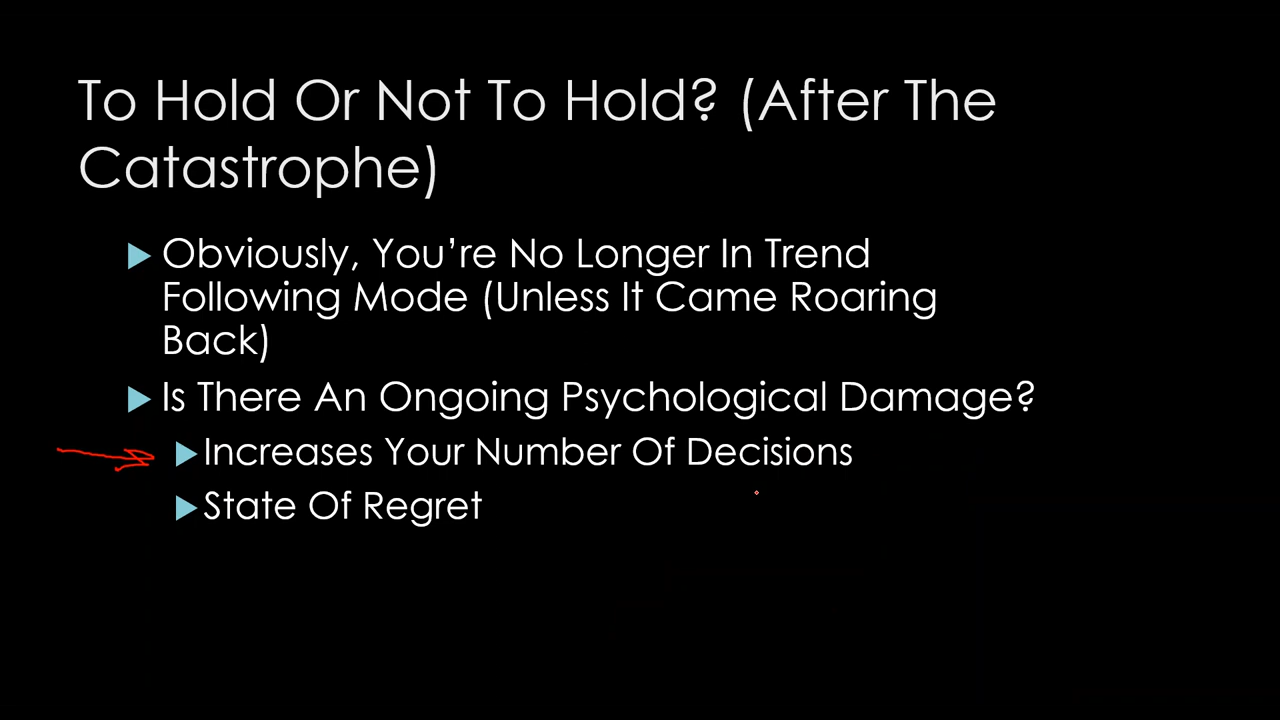 To Hold Or Not To Hold? (After The
Catastrophe)
Obviously, You’re No Longer In Trend
Following Mode (Unless It Came Roaring
Back)
Is There An Ongoing Psychological Damage?
Increases Your Number Of Decisions
State Of Regret